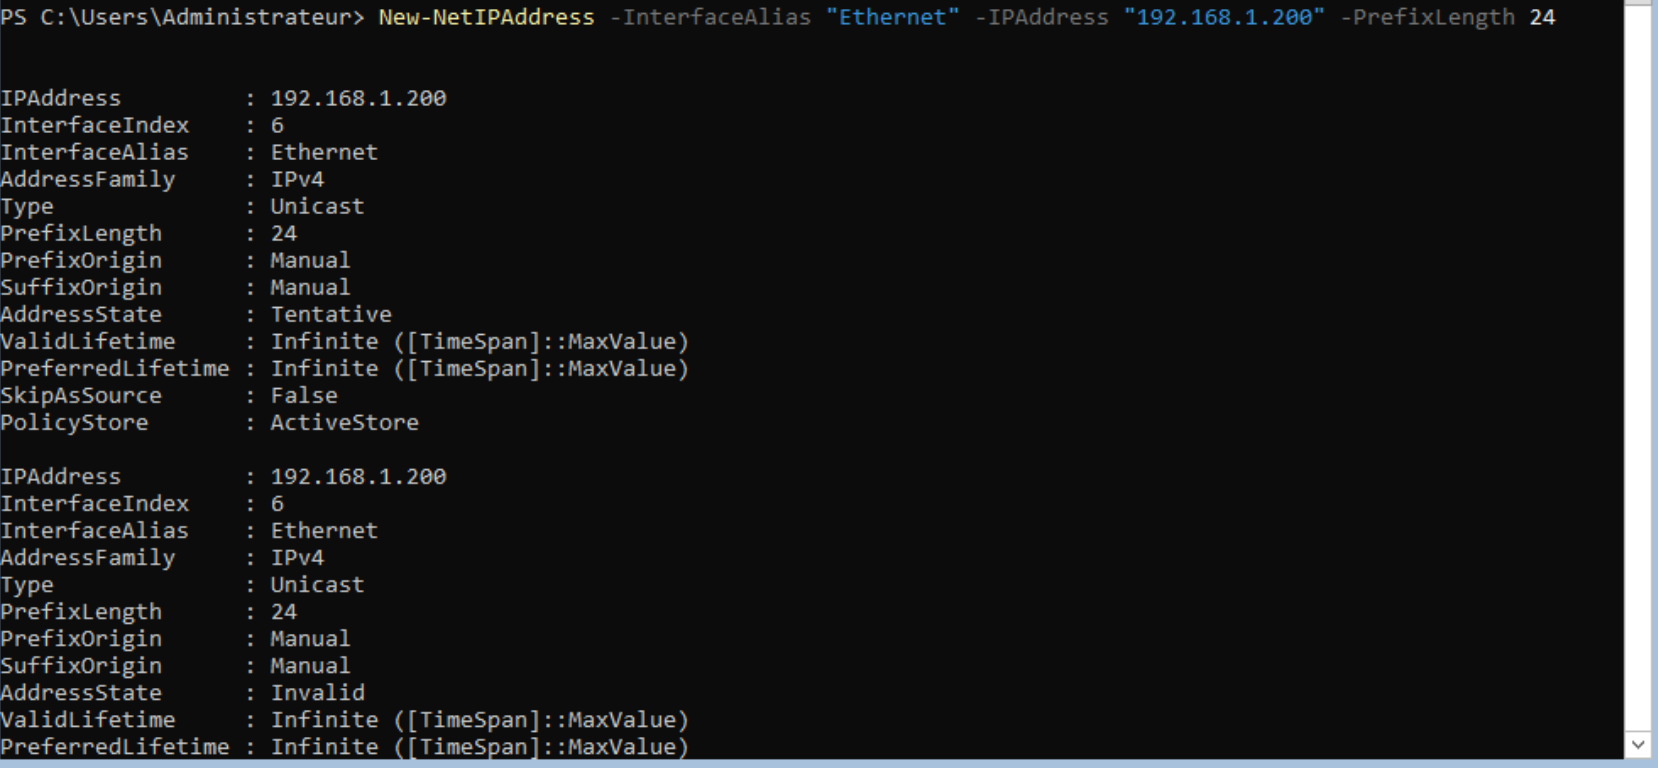 PS C:\Users\Administrateur> New-NetIPAddress -InterfaceAlias "Ethernet" -IPAddress "192.168.1.200" -PrefixLength 24
IPAddress         : 192.168.1.200
InterfaceIndex    : 6
InterfaceAlias    : Ethernet
AddressFamily     : IPv4
Type              : Unicast
PrefixLength      : 24
PrefixOrigin      : Manual
SuffixOrigin      : Manual
AddressState      : Tentative
ValidLifetime     : Infinite ([TimeSpan]::MaxValue)
PreferredLifetime : Infinite ([TimeSpan]::MaxValue)
SkipAsSource      : False
PolicyStore       : ActiveStore
IPAddress         : 192.168.1.200
InterfaceIndex    : 6
InterfaceAlias    : Ethernet
AddressFamily     : IPv4
Type              : Unicast
PrefixLength      : 24
PrefixOrigin      : Manual
SuffixOrigin      : Manual
AddressState      : Invalid
ValidLifetime     : Infinite ([TimeSpan]::MaxValue)
PreferredLifetime : Infinite ([TimeSpan]::MaxValue)